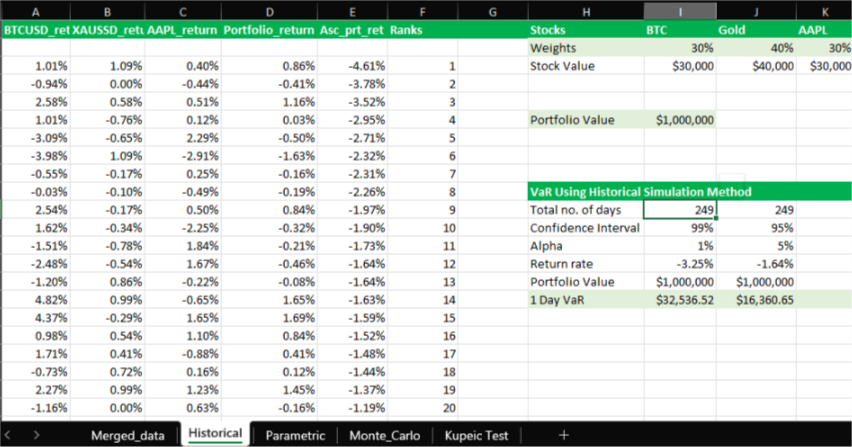 A B C D E F G H I J K
BTCUSD_ret XAUSSD_retu AAPL_return Portfolio_return Asc_prt_ret Ranks Stocks BTC Gold AAPL
Weights 30% 40% 30%
1.01% 1.09% 0.40% 0.86% -4.61% 1 Stock Value $30,000 $40,000 $30,000
-0.94% 0.00% -0.44% -0.41% -3.78% 2
2.58% 0.58% 0.51% 1.16% -3.52% 3
1.01% -0.76% 0.12% 0.03% -2.95% 4 Portfolio Value $1,000,000
-3.09% -0.65% 2.29% -0.50% -2.71% 5
-3.98% 1.09% -2.91% -1.63% -2.32% 6
-0.55% -0.17% 0.25% -0.16% -2.31% 7
-0.03% -0.10% -0.49% -0.19% -2.26% 8 VaR Using Historical Simulation Method
2.54% -0.17% 0.50% 0.84% -1.97% 9 Total no. of days 249 249
1.62% -0.34% -2.25% -0.32% -1.90% 10 Confidence Interval 99% 95%
-1.51% -0.78% 1.84% -0.21% -1.73% 11 Alpha 1% 5%
-2.48% -0.54% 1.67% -0.46% -1.64% 12 Return rate -3.25% -1.64%
-1.20% 0.86% -0.22% -0.08% -1.64% 13 Portfolio Value $1,000,000 $1,000,000
4.82% 0.99% -0.65% 1.65% -1.63% 14 1 Day VaR $32,536.52 $16,360.65
4.37% -0.29% 1.65% 1.69% -1.59% 15
0.98% 0.54% 1.10% 0.84% -1.52% 16
1.71% 0.41% -0.88% 0.41% -1.48% 17
-0.73% 0.72% 0.16% 0.12% -1.44% 18
2.27% 0.99% 1.23% 1.45% -1.37% 19
-1.16% 0.00% 0.63% -0.16% -1.19% 20
Merged_data Historical Parametric Monte_Carlo Kupeic Test